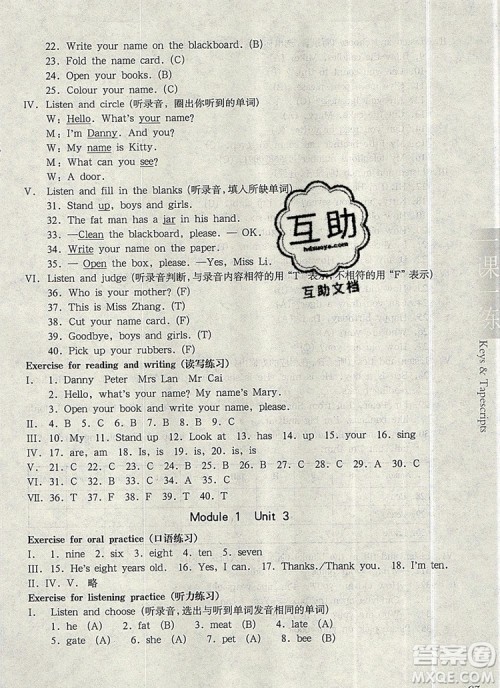 22. Write your name on the blackboard. (B)
23. Fold the name card. (C)
24. Open your books. (B)
25. Colour your name. (C)
IV. Listen and circle (听录音，圈出你听到的单词)
W: Hello. What's your name?
M: I'm Danny. And you?
W: My name is Kitty.
M: What can you see?
W: A door.
V. Listen and fill in the blanks (听录音，填入所缺单词)
31. Stand up, boys and girls.
32. The fat man has a jar in his hand.
33. —Clean the blackboard, please. — OK.
34. Write your name on the paper.
35. — Open the box, please. —Yes, Miss Li.
VI. Listen and judge (听录音判断，与录音内容相符的用“T”表示，不相符的用“F”表示)
36. Who is your mother? (F)
37. This is Miss Zhang. (F)
38. Cut your name card. (F)
39. Goodbye, boys and girls. (T)
40. Pick up your rubbers. (F)
Exercise for reading and writing (读写练习)
I. 1. Danny Peter Mrs Lan Mr Cai
2. Hello, what's your name? My name's Mary.
3. Open your workbook and write your name, please.
II. 4. B 5. C 6. C 7. B 8. C 9. B
III. 10. My 11. Stand up 12. Look at 13. has 14. has 15. your 16. sing
IV. 17. are, am 18. Is, is 19. is 20. is, is
V. 21. C 22. C 23. C 24. C 25. B 26. A 27. C 28. C 29. A 30. A
31. C 32. B 33. A 34. B 35. C
VII. 36. T 37. F 38. F 39. T 40. T
Module 1 Unit 3
Exercise for oral practice (口语练习)
I. 1. nine 2. six 3. eight 4. ten 5. seven
III. 15. He's eight years old. 16. Yes, I can. 17. Thanks./Thank you. 18. I'm ten.
II. IV. V. 略
Exercise for listening practice (听力练习)
I. Listen and choose (听录音，选出与听到单词发音相同的单词)
1. he (A) 2. fat (A) 3. meat (B) 4. late (A)
5. gate (A) 6. she (A) 7. pet (A) 8. bee (A)
互助
互助文档
课
东
Keys & Tapescripts
MXQE.COM